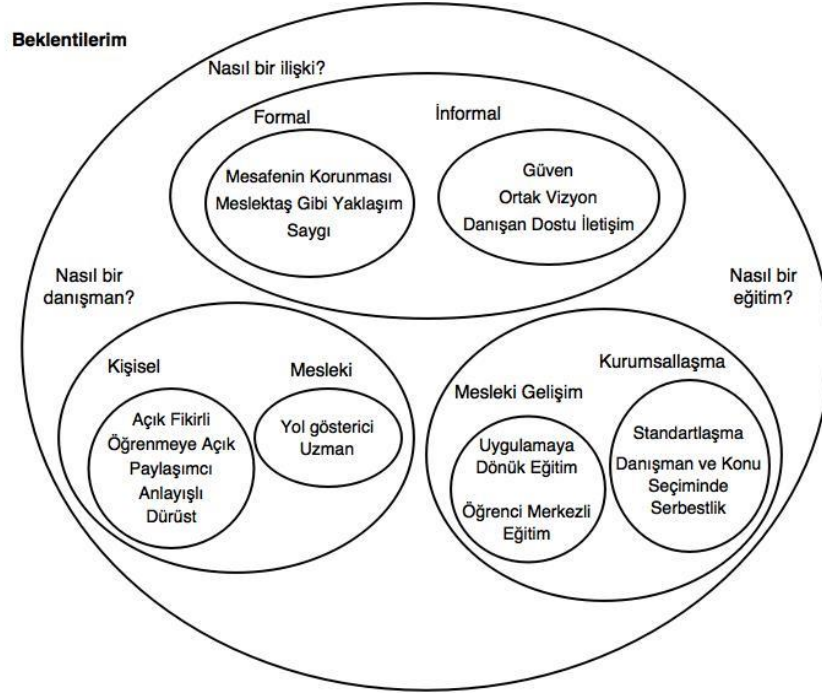 Beklentilerim
Nasıl bir ilişki?
Formal
Mesafenin Korunması
Meslektaş Gibi Yaklaşım
Saygı
İnformal
Güven
Ortak Vizyon
Danışan Dostu İletişim
Nasıl bir
danışman?
Kişisel
Açık Fikirli
Öğrenmeye Açık
Paylaşımcı
Anlayışlı
Dürüst
Mesleki
Yol gösterici
Uzman
Nasıl bir
eğitim?
Mesleki Gelişim
Uygulamaya
Dönük Eğitim
Öğrenci Merkezli
Eğitim
Kurumsallaşma
Standartlaşma
Danışman ve Konu
Seçiminde
Serbestlik